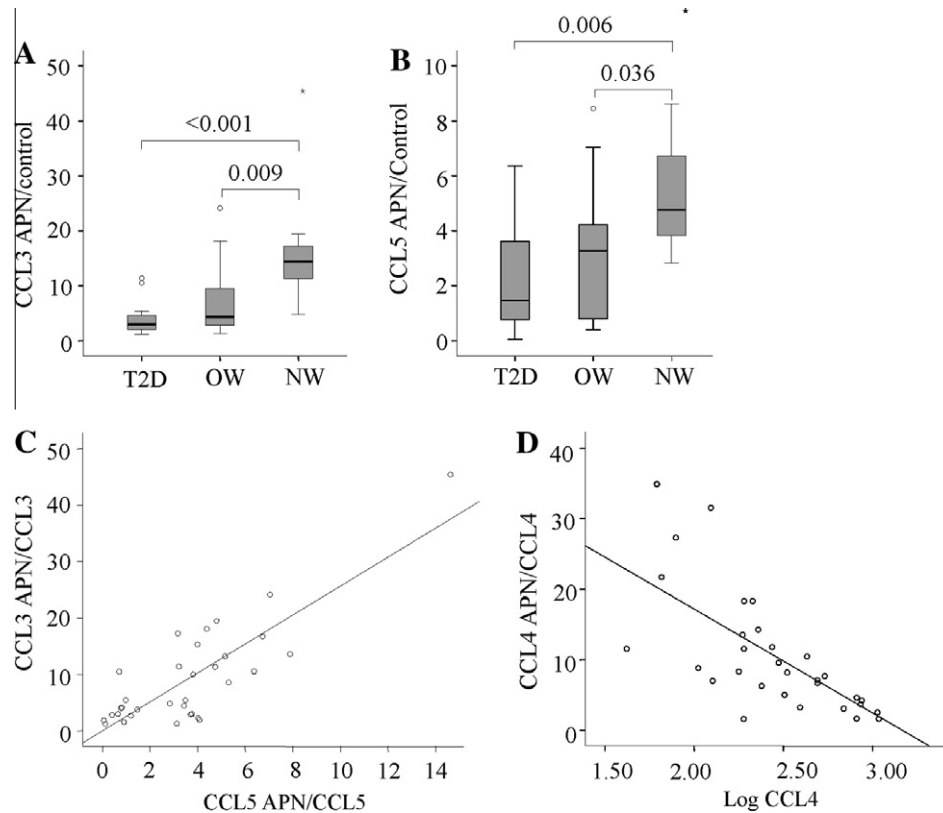 A
CCL3 APN/control
50
40
30
20
10
0
*
<0.001
0.009
T2D OW NW
B
CCL5 APN/Control
10
8
6
4
2
0
*
0.006
0.036
T2D OW NW
C
CCL3 APN/CCL3
50
40
30
20
10
0
0 2 4 6 8 10 12 14
CCL5 APN/CCL5
D
CCL4 APN/CCL4
40
30
20
10
0
1.50 2.00 2.50 3.00
Log CCL4